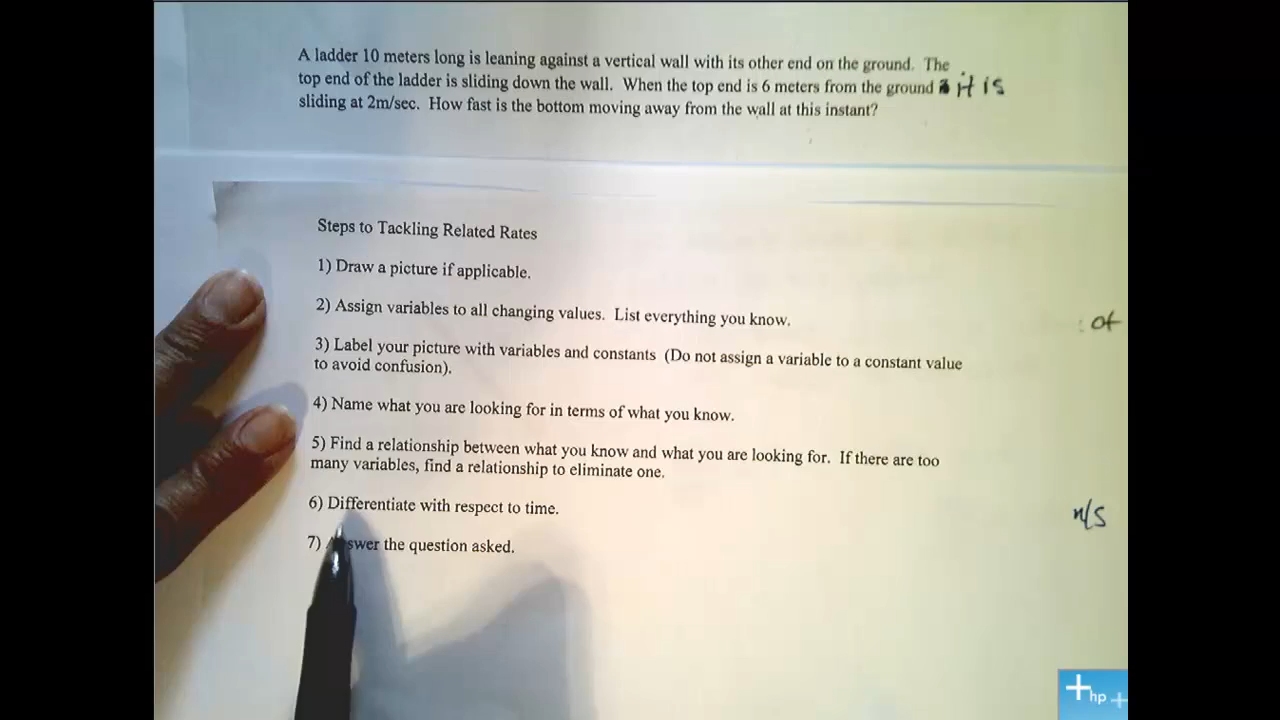 A ladder 10 meters long is leaning against a vertical wall with its other end on the ground. The
top end of the ladder is sliding down the wall. When the top end is 6 meters from the ground it is
sliding at 2m/sec. How fast is the bottom moving away from the wall at this instant?
Steps to Tackling Related Rates
1) Draw a picture if applicable.
2) Assign variables to all changing values. List everything you know.
of
3) Label your picture with variables and constants (Do not assign a variable to a constant value
to avoid confusion).
4) Name what you are looking for in terms of what you know.
5) Find a relationship between what you know and what you are looking for. If there are too
many variables, find a relationship to eliminate one.
6) Differentiate with respect to time.
7) the question asked.
hp